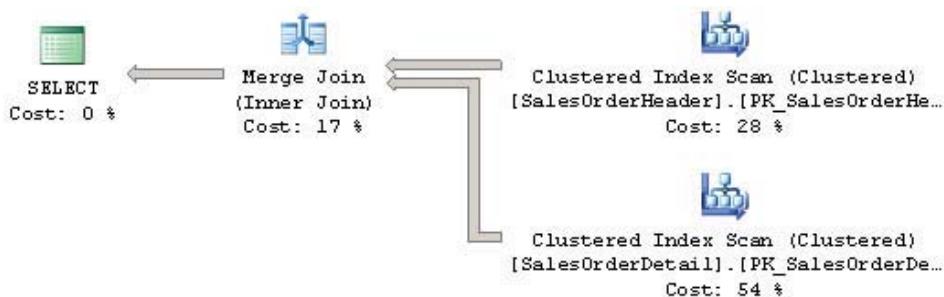 SELECT
Cost: 0 %
Merge Join
(Inner Join)
Cost: 17 %
Clustered Index Scan (Clustered)
[SalesOrderHeader].[PK_SalesOrderHe…
Cost: 28 %
Clustered Index Scan (Clustered)
[SalesOrderDetail].[PK_SalesOrderDe…
Cost: 54 %